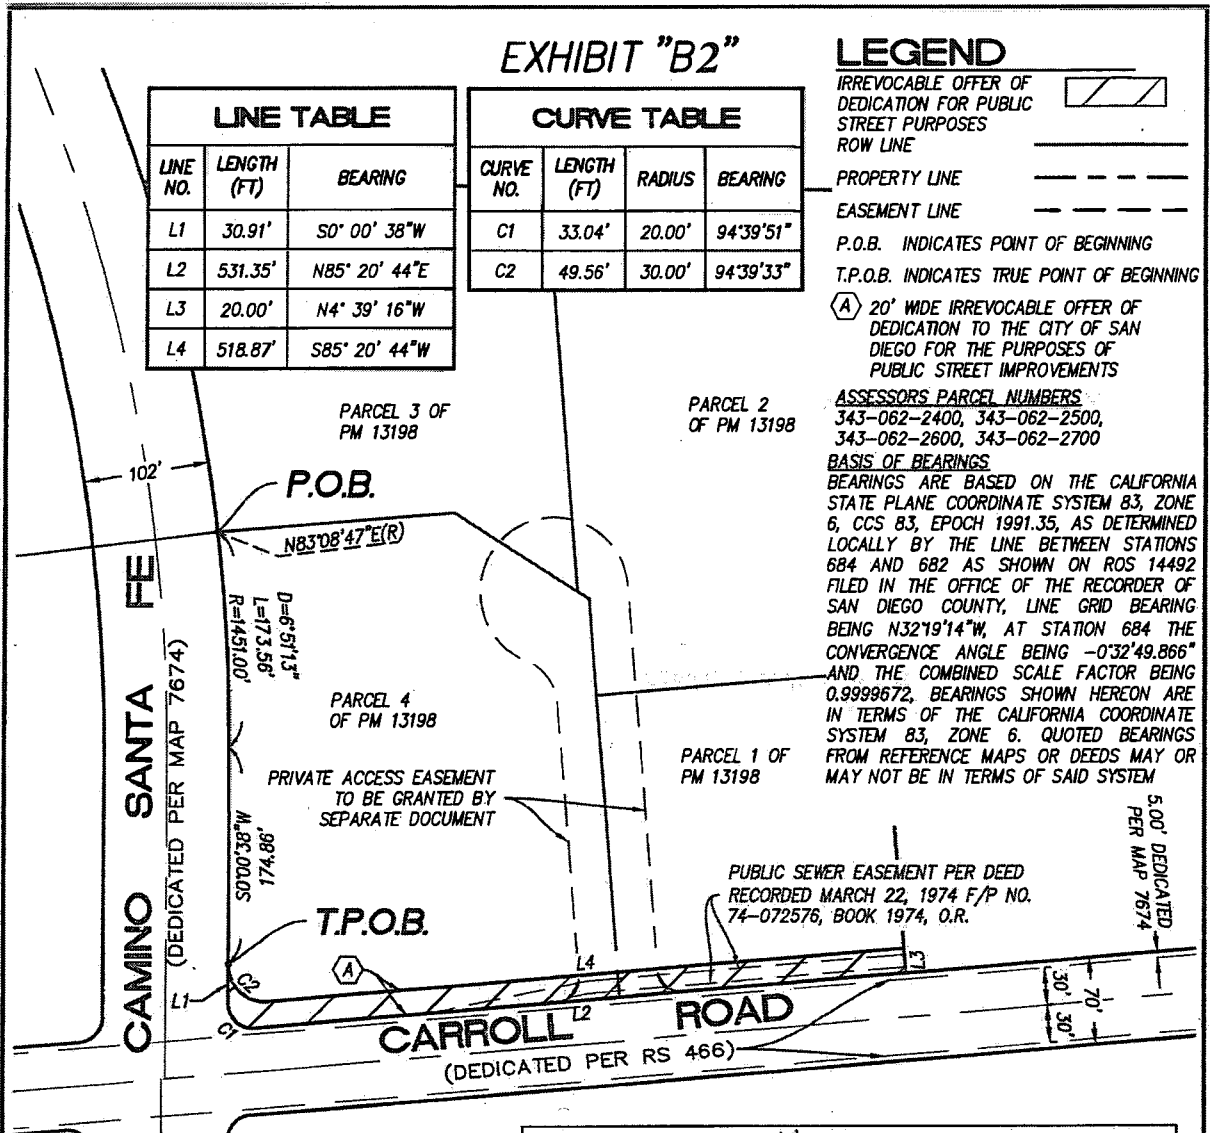 EXHIBIT "B2"
LINE TABLE
LINE NO. LENGTH (FT) BEARING
L1 30.91' S0° 00' 38"W
L2 531.35' N85° 20' 44"E
L3 20.00' N4° 39' 16"W
L4 518.87' S85° 20' 44"W
CURVE TABLE
CURVE NO. LENGTH (FT) RADIUS BEARING
C1 33.04' 20.00' 94°39'51"
C2 49.56' 30.00' 94°39'33"
LEGEND
IRREVOCABLE OFFER OF
DEDICATION FOR PUBLIC
STREET PURPOSES
ROW LINE
PROPERTY LINE
EASEMENT LINE
P.O.B. INDICATES POINT OF BEGINNING
T.P.O.B. INDICATES TRUE POINT OF BEGINNING
A 20' WIDE IRREVOCABLE OFFER OF
DEDICATION TO THE CITY OF SAN
DIEGO FOR THE PURPOSES OF
PUBLIC STREET IMPROVEMENTS
ASSESSORS PARCEL NUMBERS
343-062-2400, 343-062-2500,
343-062-2600, 343-062-2700
BASIS OF BEARINGS
BEARINGS ARE BASED ON THE CALIFORNIA
STATE PLANE COORDINATE SYSTEM 83, ZONE
6, CCS 83, EPOCH 1991.35, AS DETERMINED
LOCALLY BY THE LINE BETWEEN STATIONS
684 AND 682 AS SHOWN ON ROS 14492
FILED IN THE OFFICE OF THE RECORDER OF
SAN DIEGO COUNTY, LINE GRID BEARING
BEING N32°19'14"W, AT STATION 684 THE
CONVERGENCE ANGLE BEING -0°32'49.866"
AND THE COMBINED SCALE FACTOR BEING
0.9999672, BEARINGS SHOWN HEREON ARE
IN TERMS OF THE CALIFORNIA COORDINATE
SYSTEM 83, ZONE 6. QUOTED BEARINGS
FROM REFERENCE MAPS OR DEEDS MAY OR
MAY NOT BE IN TERMS OF SAID SYSTEM
PARCEL 3 OF
PM 13198
PARCEL 2
OF PM 13198
102'
P.O.B.
N83°08'47"E(R)
D=6°51'13"
L=173.56'
R=1451.00'
PARCEL 4
OF PM 13198
PARCEL 1 OF
PM 13198
PRIVATE ACCESS EASEMENT
TO BE GRANTED BY
SEPARATE DOCUMENT
S0°00'38"W
174.86'
CAMINO SANTA FE
(DEDICATED PER MAP 7674)
PUBLIC SEWER EASEMENT PER DEED
RECORDED MARCH 22, 1974 F/P NO.
74-072576, BOOK 1974, O.R.
5.00' DEDICATED
PER MAP 7674
T.P.O.B.
A
L4
L3
C2
L1
C1
L2
30'
30'
70'
CARROLL ROAD
(DEDICATED PER RS 466)